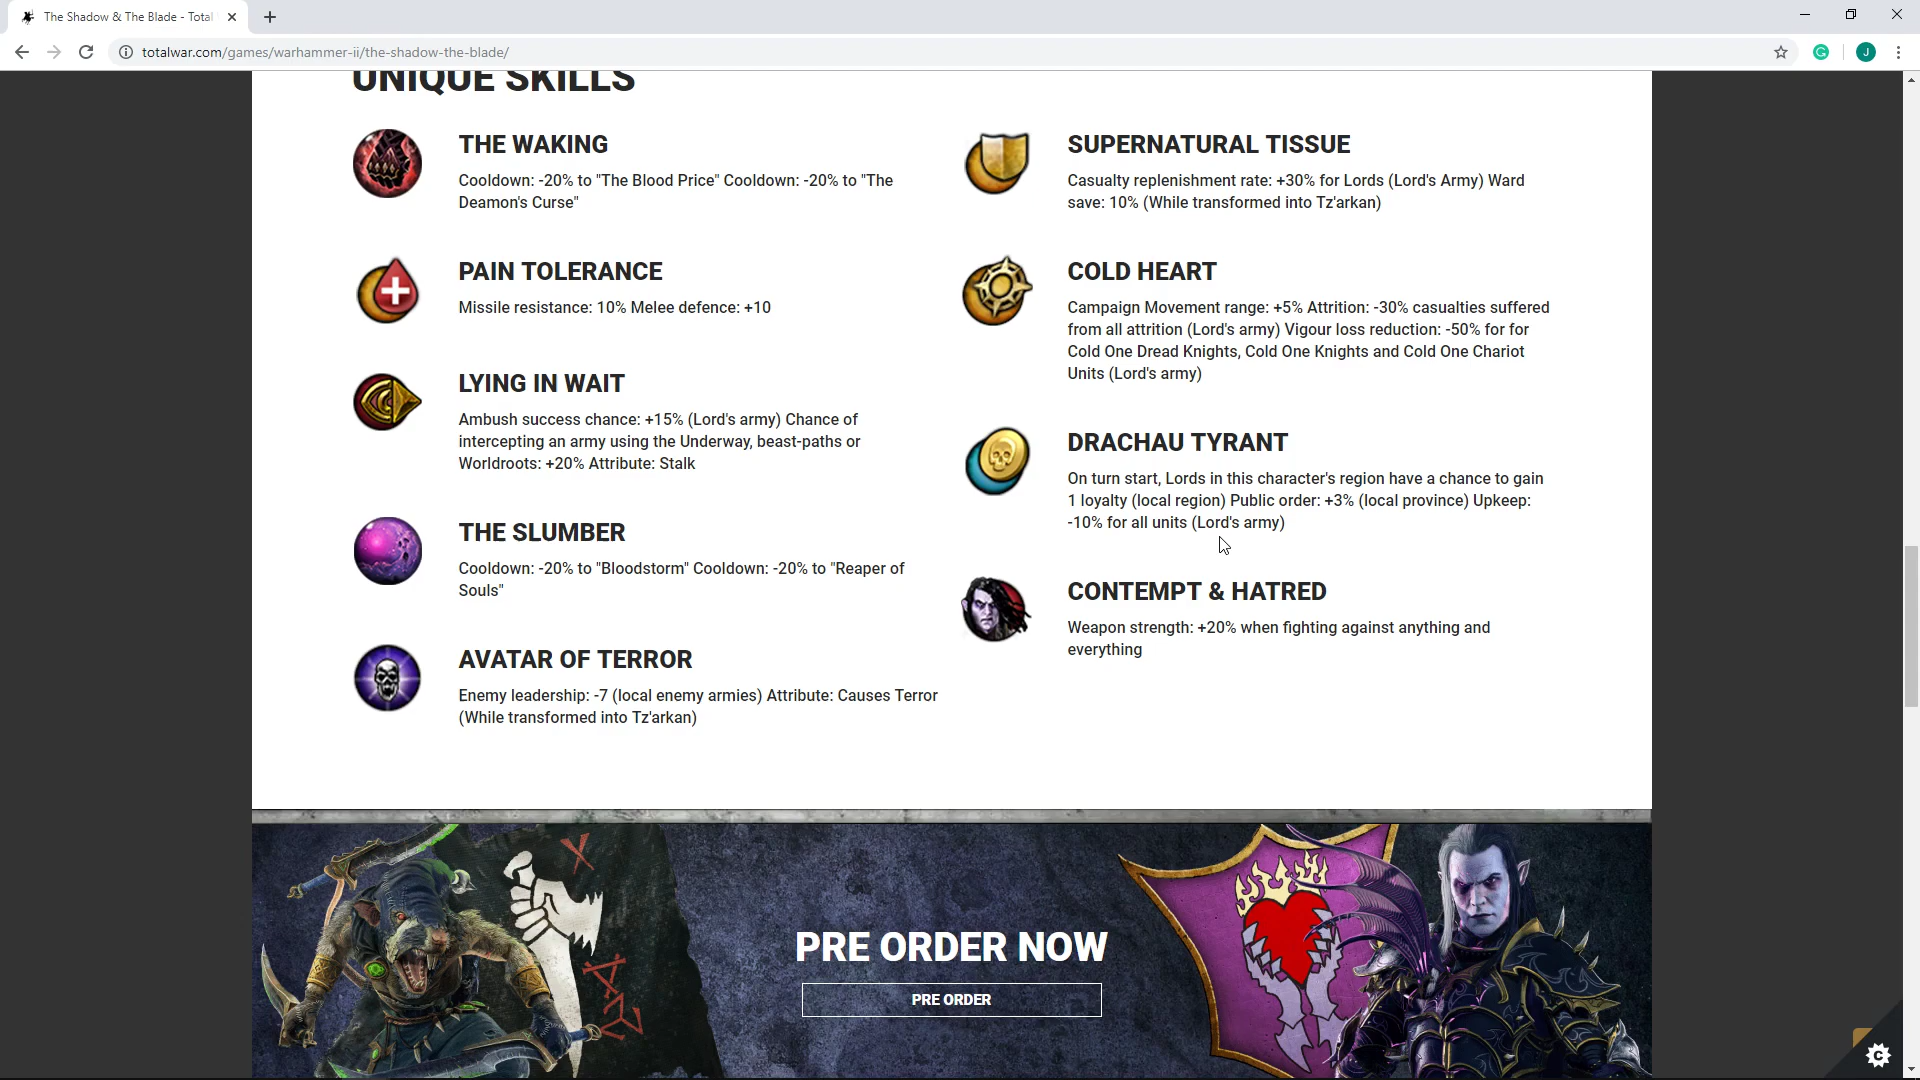 The Shadow & The Blade - Total
totalwar.com/games/warhammer-ii/the-shadow-the-blade/
J
UNIQUE SKILLS
THE WAKING
Cooldown: -20% to "The Blood Price" Cooldown: -20% to "The
Deamon's Curse"
PAIN TOLERANCE
Missile resistance: 10% Melee defence: +10
LYING IN WAIT
Ambush success chance: +15% (Lord's army) Chance of
intercepting an army using the Underway, beast-paths or
Worldroots: +20% Attribute: Stalk
THE SLUMBER
Cooldown: -20% to "Bloodstorm" Cooldown: -20% to "Reaper of
Souls"
AVATAR OF TERROR
Enemy leadership: -7 (local enemy armies) Attribute: Causes Terror
(While transformed into Tz'arkan)
SUPERNATURAL TISSUE
Casualty replenishment rate: +30% for Lords (Lord's Army) Ward
save: 10% (While transformed into Tz'arkan)
COLD HEART
Campaign Movement range: +5% Attrition: -30% casualties suffered
from all attrition (Lord's army) Vigour loss reduction: -50% for for
Cold One Dread Knights, Cold One Knights and Cold One Chariot
Units (Lord's army)
DRACHAU TYRANT
On turn start, Lords in this character's region have a chance to gain
1 loyalty (local region) Public order: +3% (local province) Upkeep:
-10% for all units (Lord's army)
CONTEMPT & HATRED
Weapon strength: +20% when fighting against anything and
everything
PRE ORDER NOW
PRE ORDER